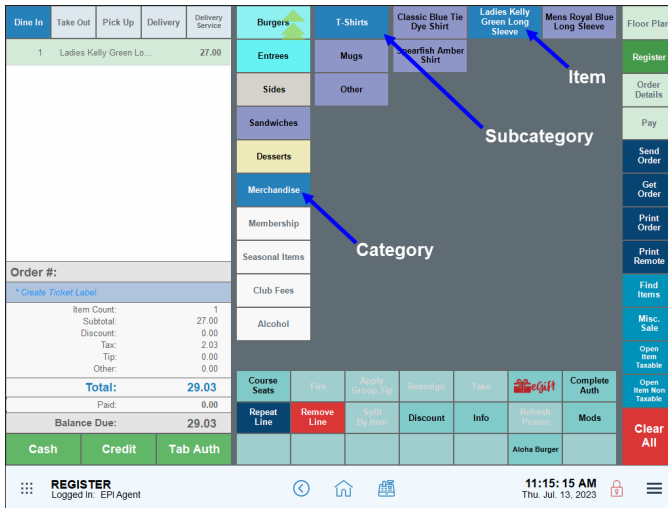 Dine In
Take Out
Pick Up
Delivery
Delivery
Service
1 Ladies Kelly Green Lo... 27.00
Order #:
* Create Ticket Label
Item Count: 1
Subtotal: 27.00
Discount: 0.00
Tax: 2.03
Tip: 0.00
Other: 0.00
Total: 29.03
Paid: 0.00
Balance Due: 29.03
Cash
Credit
Tab Auth
Burgers
Entrees
Sides
Sandwiches
Desserts
Merchandise
Membership
Seasonal Items
Club Fees
Alcohol
T-Shirts
Mugs
Other
Classic Blue Tie
Dye Shirt
Ladies Kelly
Green Long
Sleeve
Mens Royal Blue
Long Sleeve
Spearfish Amber
Shirt
Item
Subcategory
Category
Course
Seats
Fire
Apply
Group Tip
Reassign
Take
eGift
Complete
Auth
Repeat
Line
Remove
Line
Split
By Item
Discount
Info
Refresh
Promo
Mods
Aloha Burger
Floor Plan
Register
Order
Details
Pay
Send
Order
Get
Order
Print
Order
Print
Remote
Find
Items
Misc.
Sale
Open
Item
Taxable
Open
Item Non
Taxable
Clear
All
REGISTER
Logged In: EPI Agent
11:15:15 AM
Thu. Jul. 13, 2023